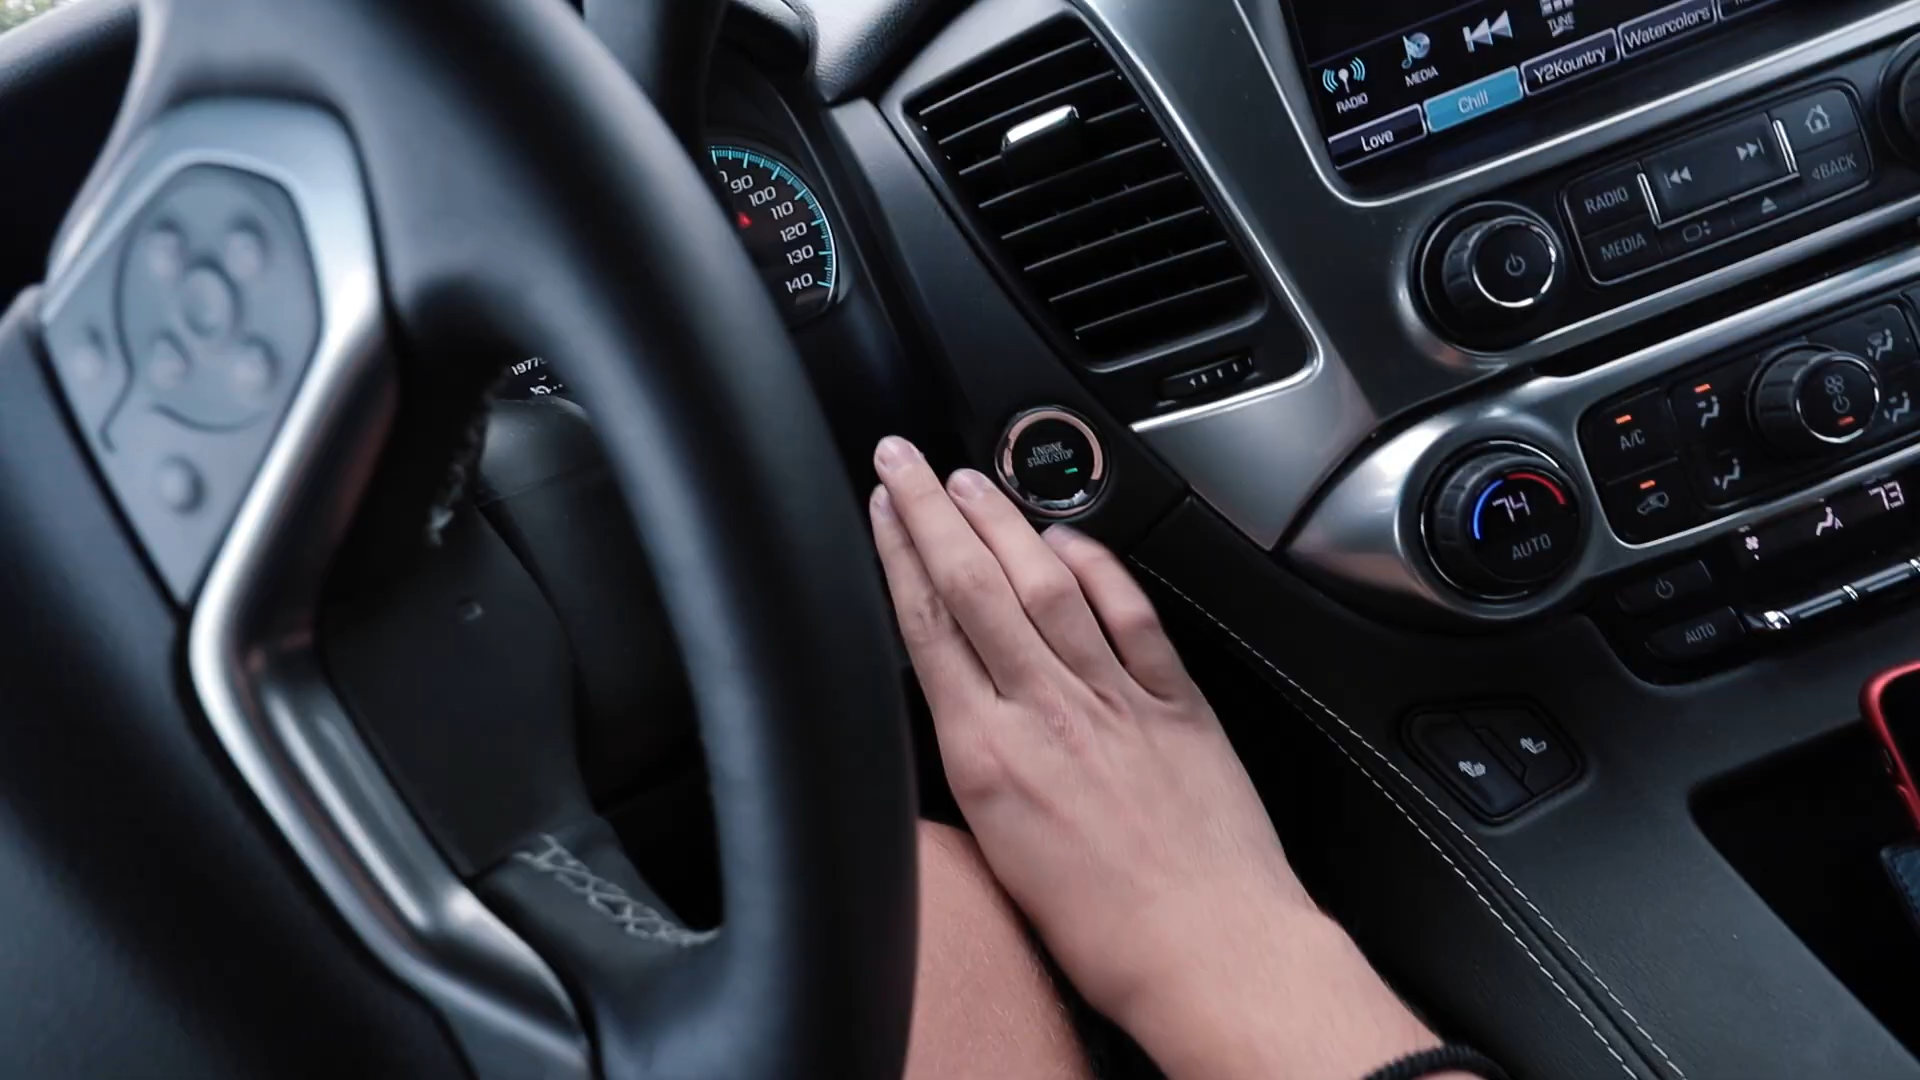 TUNE
MEDIA
RADIO
Love
Chill
Y2Kountry
Watercolors
90
100
110
120
130
140
1977
RADIO
MEDIA
BACK
ENGINE
START/STOP
A/C
74
AUTO
73
AUTO